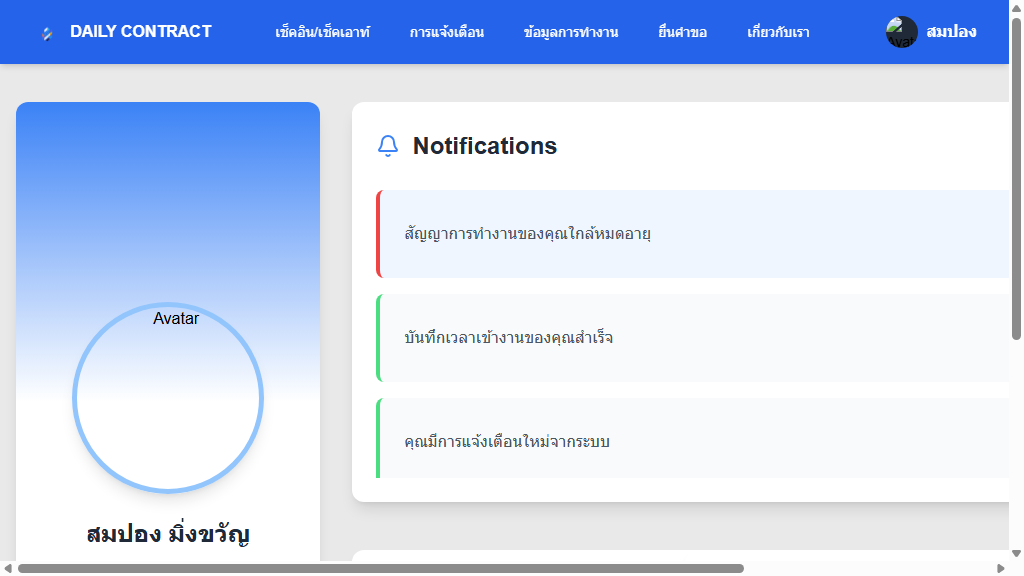 DAILY CONTRACT
เช็คอิน/เช็คเอาท์
การแจ้งเตือน
ข้อมูลการทำงาน
ยื่นคำขอ
เกี่ยวกับเรา
Avat
สมปอง
Avatar
สมปอง มิ่งขวัญ
Notifications
สัญญาการทำงานของคุณใกล้หมดอายุ
บันทึกเวลาเข้างานของคุณสำเร็จ
คุณมีการแจ้งเตือนใหม่จากระบบ